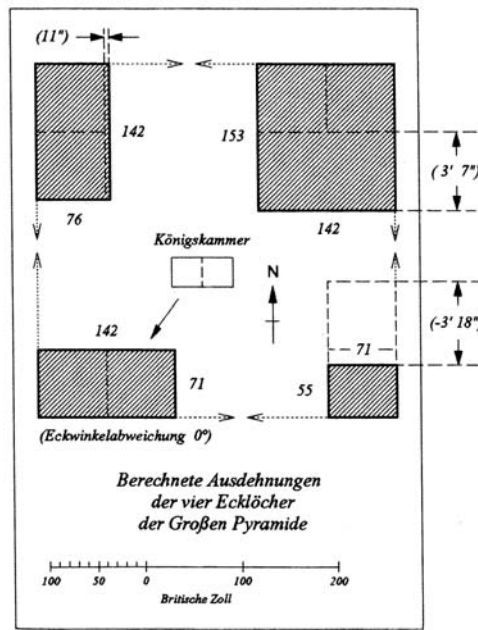 (11")
142
153
( 3' 7")
76
142
Königskammer
N
142
(-3' 18")
71
71
55
(Eckwinkelabweichung 0°)
Berechnete Ausdehnungen
der vier Ecklöcher
der Großen Pyramide
100 50 0 100 200
Britische Zoll